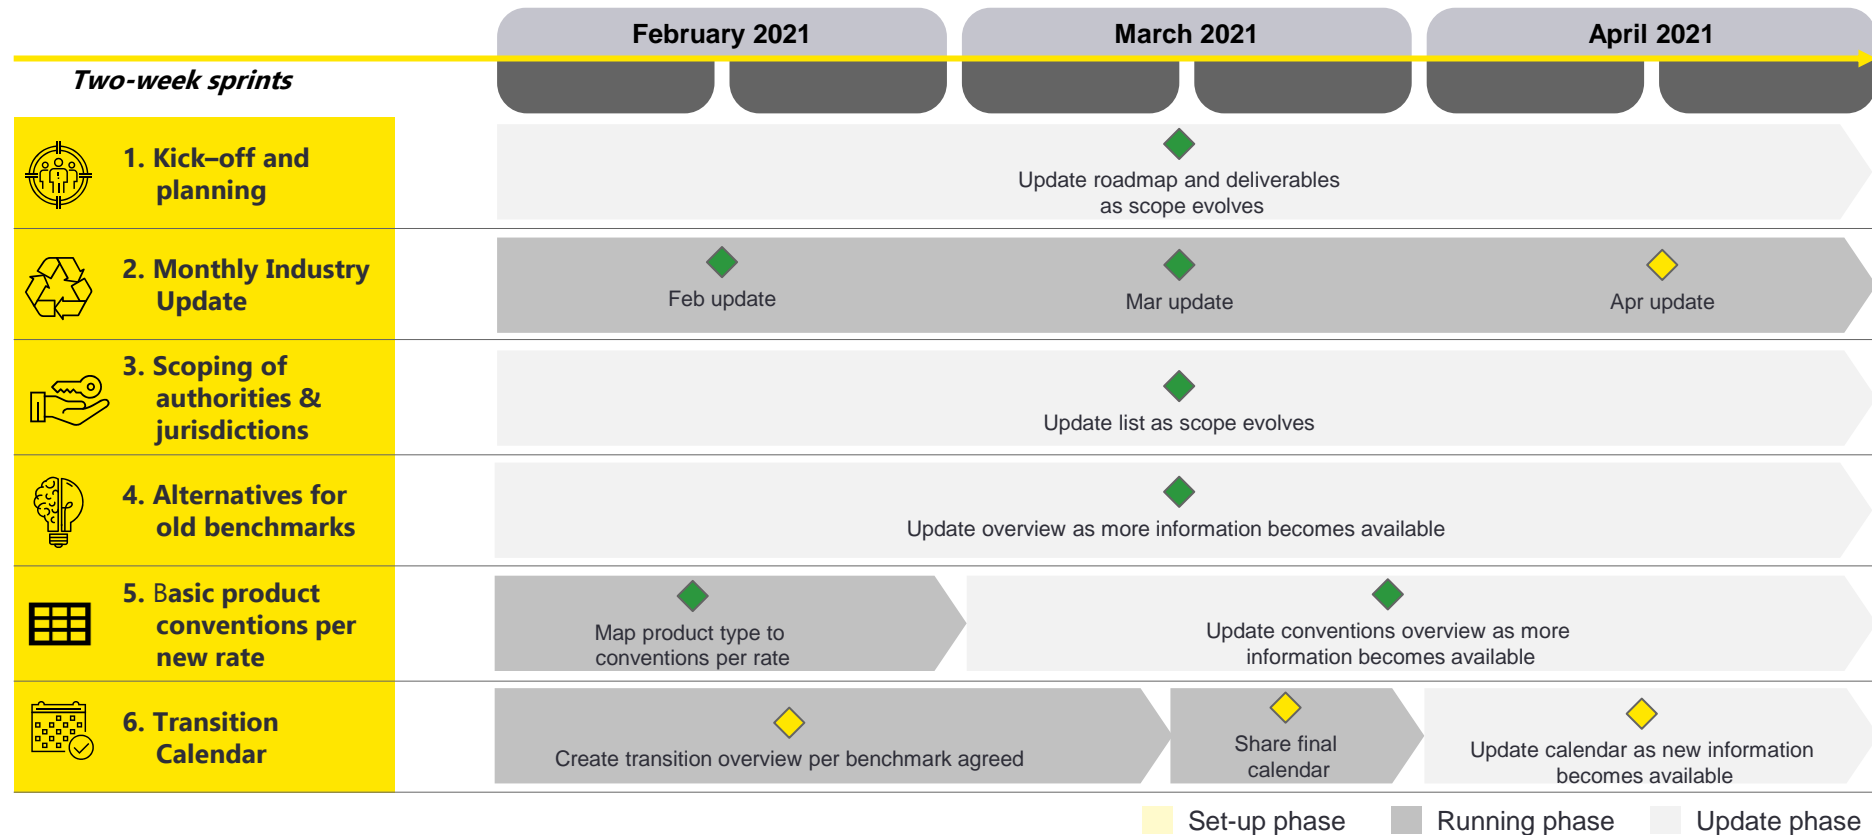 February 2021
March 2021
April 2021
Two-week sprints
1. Kick–off and
planning
Update roadmap and deliverables
as scope evolves
2. Monthly Industry
Update
Feb update
Mar update
Apr update
3. Scoping of
authorities &
jurisdictions
Update list as scope evolves
4. Alternatives for
old benchmarks
Update overview as more information becomes available
5. Basic product
conventions per
new rate
Map product type to
conventions per rate
Update conventions overview as more
information becomes available
6. Transition
Calendar
Create transition overview per benchmark agreed
Share final
calendar
Update calendar as new information
becomes available
Set-up phase
Running phase
Update phase